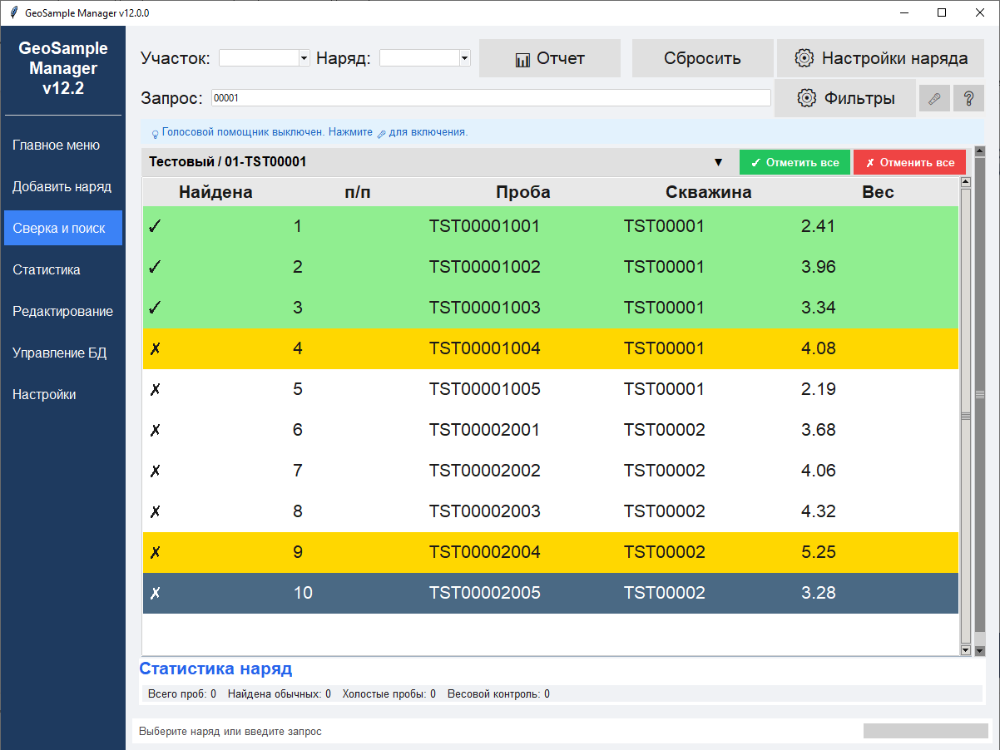 GeoSample Manager v12.0.0
GeoSample
Manager
v12.2
Главное меню
Добавить наряд
Сверка и поиск
Статистика
Редактирование
Управление БД
Настройки
Участок: Наряд: Отчет Сбросить Настройки наряда
Запрос: 00001 Фильтры ?
Голосовой помощник выключен. Нажмите для включения.
Тестовый / 01-TST00001 ▼ ✓ Отметить все ✗ Отменить все
Найдена п/п Проба Скважина Вес
✓ 1 TST00001001 TST00001 2.41
✓ 2 TST00001002 TST00001 3.96
✓ 3 TST00001003 TST00001 3.34
✗ 4 TST00001004 TST00001 4.08
✗ 5 TST00001005 TST00001 2.19
✗ 6 TST00002001 TST00002 3.68
✗ 7 TST00002002 TST00002 4.06
✗ 8 TST00002003 TST00002 4.32
✗ 9 TST00002004 TST00002 5.25
✗ 10 TST00002005 TST00002 3.28
Статистика наряд
Всего проб: 0 Найдена обычных: 0 Холостые пробы: 0 Весовой контроль: 0
Выберите наряд или введите запрос